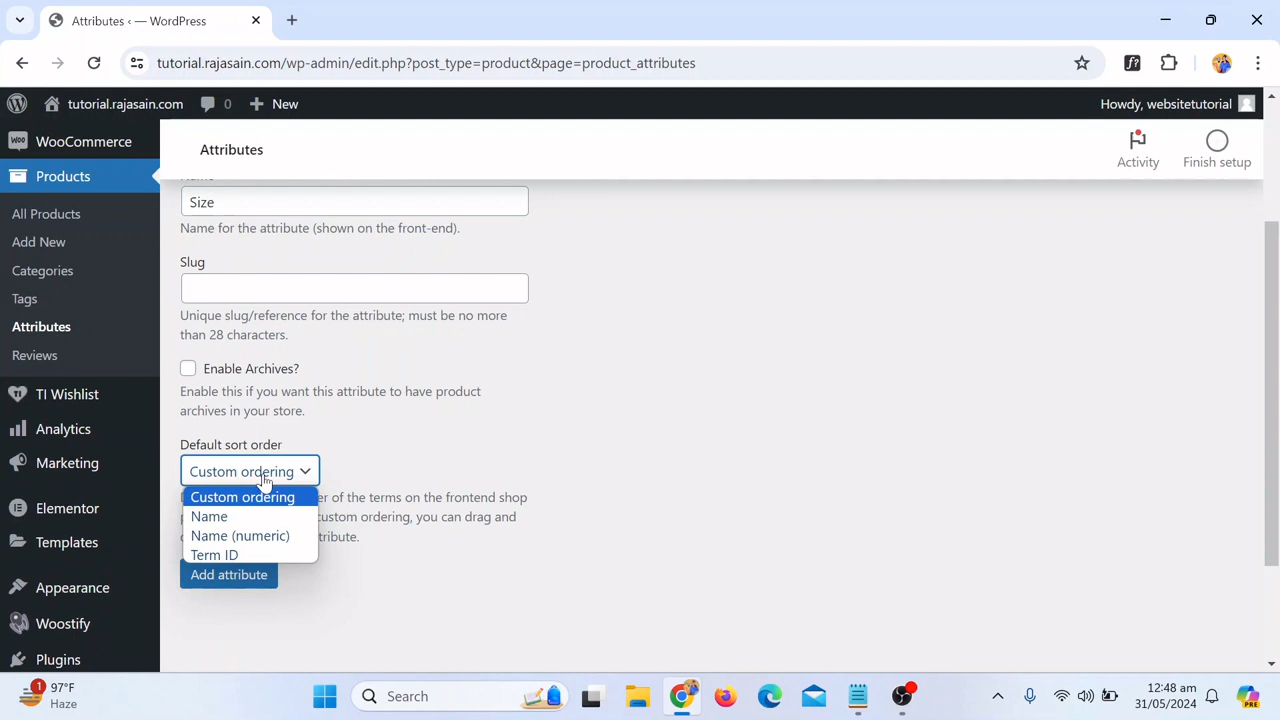 Attributes ‹ — WordPress
tutorial.rajasain.com/wp-admin/edit.php?post_type=product&page=product_attributes
tutorial.rajasain.com 0 New Howdy, websitetutorial
WooCommerce
Products
All Products
Add New
Categories
Tags
Attributes
Reviews
TI Wishlist
Analytics
Marketing
Elementor
Templates
Appearance
Woostify
Plugins
Attributes
Activity
Finish setup
Size
Name for the attribute (shown on the front-end).
Slug
Unique slug/reference for the attribute; must be no more
than 28 characters.
Enable Archives?
Enable this if you want this attribute to have product
archives in your store.
Default sort order
Custom ordering
Custom ordering
Name
Name (numeric)
Term ID
of the terms on the frontend shop
custom ordering, you can drag and
Add attribute
1
97°F
Haze
Search
12:48 am
31/05/2024
PRE